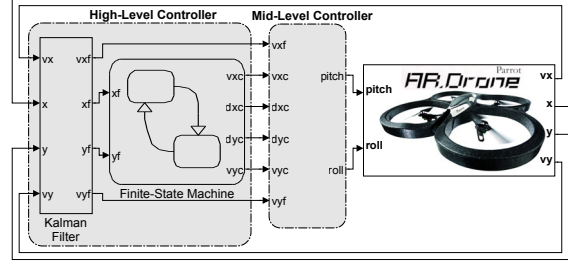 High-Level Controller
Mid-Level Controller
vx
vxf
xf
x
y
yf
vy
vyf
Kalman
Filter
xf
yf
Finite-State Machine
vxc
dxc
dyc
vyc
vxf
vxc
dxc
dyc
vyc
vyf
pitch
roll
pitch
roll
Parrot
AR.Drone
vx
x
y
vy